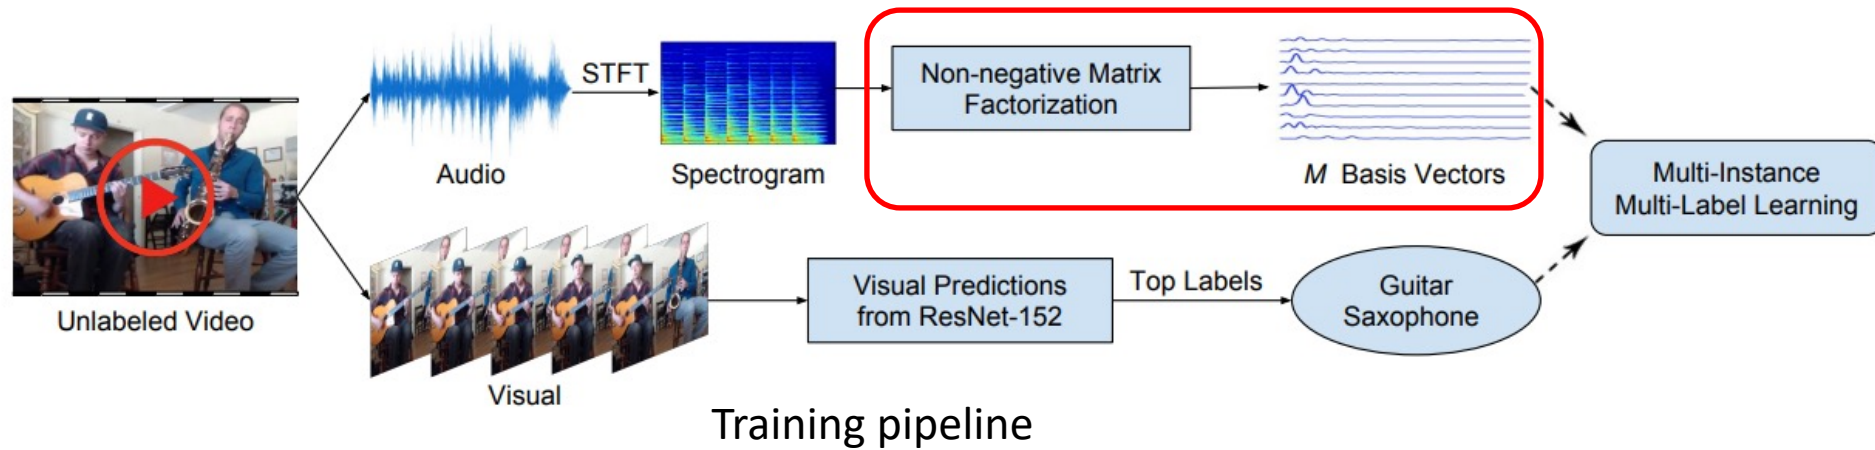 Unlabeled Video
Audio
STFT
Spectrogram
Non-negative Matrix
Factorization
M Basis Vectors
Visual
Visual Predictions
from ResNet-152
Top Labels
Guitar
Saxophone
Multi-Instance
Multi-Label Learning
Training pipeline